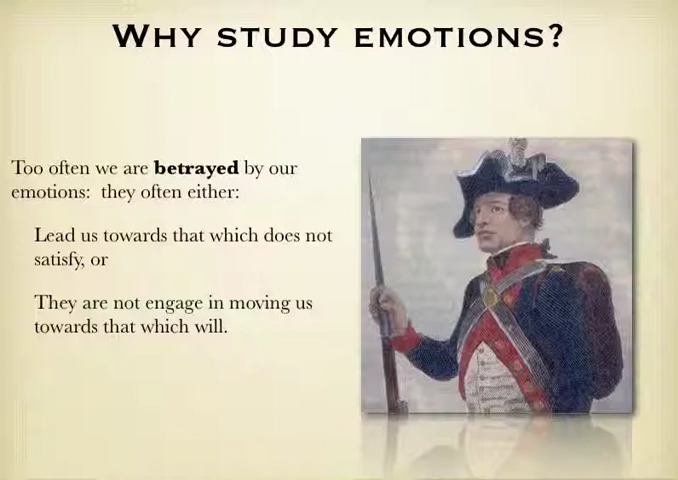 WHY STUDY EMOTIONS?
Too often we are betrayed by our
emotions: they often either:
Lead us towards that which does not
satisfy, or
They are not engage in moving us
towards that which will.